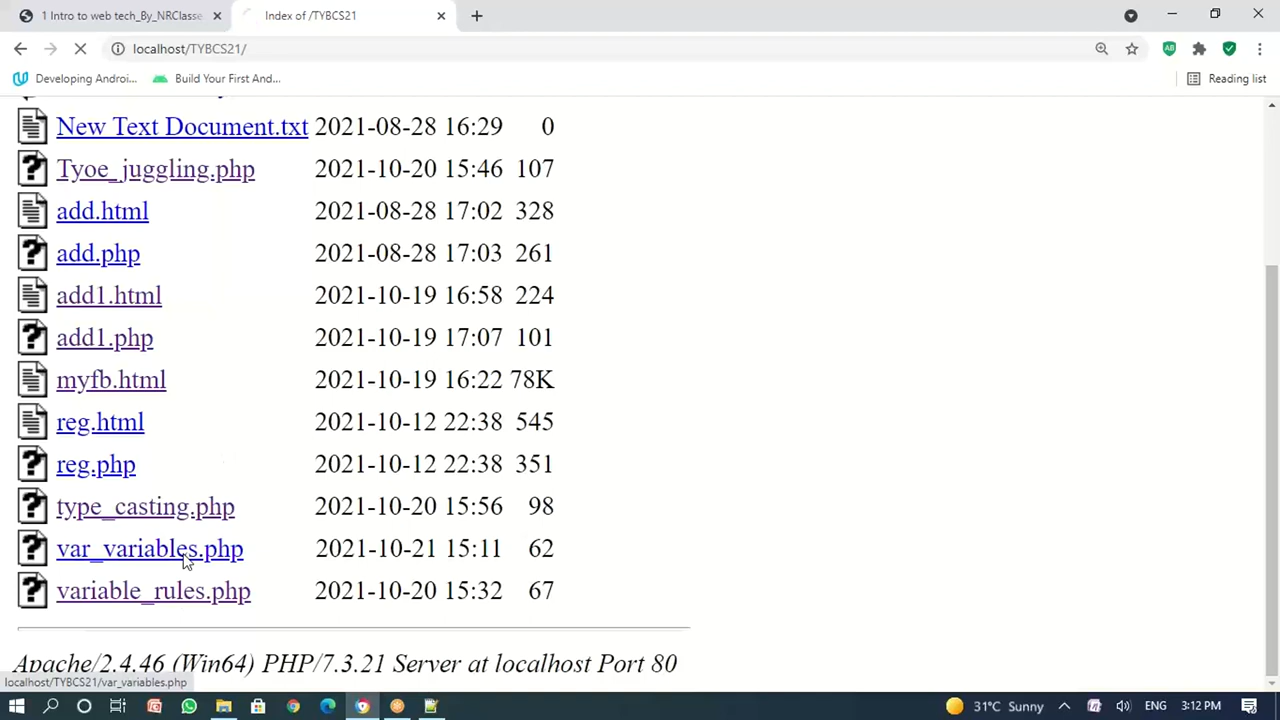 1 Intro to web tech_By_NRClasse
Index of /TYBCS21
localhost/TYBCS21/
AB
Developing Androi...
Build Your First And...
Reading list
New Text Document.txt 2021-08-28 16:29 0
Tyoe_juggling.php 2021-10-20 15:46 107
add.html 2021-08-28 17:02 328
add.php 2021-08-28 17:03 261
add1.html 2021-10-19 16:58 224
add1.php 2021-10-19 17:07 101
myfb.html 2021-10-19 16:22 78K
reg.html 2021-10-12 22:38 545
reg.php 2021-10-12 22:38 351
type_casting.php 2021-10-20 15:56 98
var_variables.php 2021-10-21 15:11 62
variable_rules.php 2021-10-20 15:32 67
Apache/2.4.46 (Win64) PHP/7.3.21 Server at localhost Port 80
localhost/TYBCS21/var_variables.php
31°C Sunny
ENG
3:12 PM